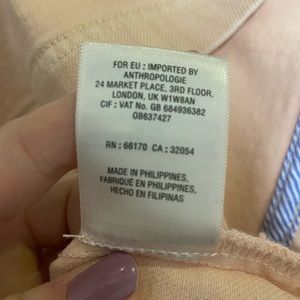 FOR EU : IMPORTED BY
ANTHROPOLOGIE
24 MARKET PLACE, 3RD FLOOR,
LONDON, UK W1W8AN
CIF : VAT No. GB 684936382
OB637427
RN : 66170 CA : 32054
MADE IN PHILIPPINES,
FABRIQUÉ EN PHILIPPINES,
HECHO EN FILIPINAS